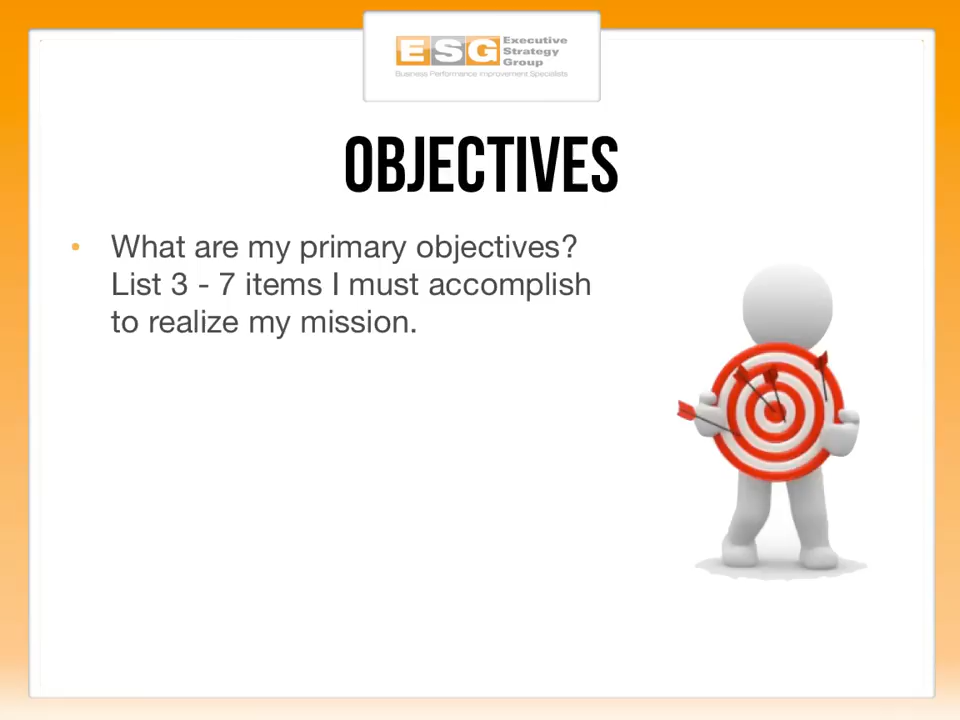 ESG Executive
Strategy
Group
Business Performance Improvement Specialists
OBJECTIVES
• What are my primary objectives?
List 3 - 7 items I must accomplish
to realize my mission.